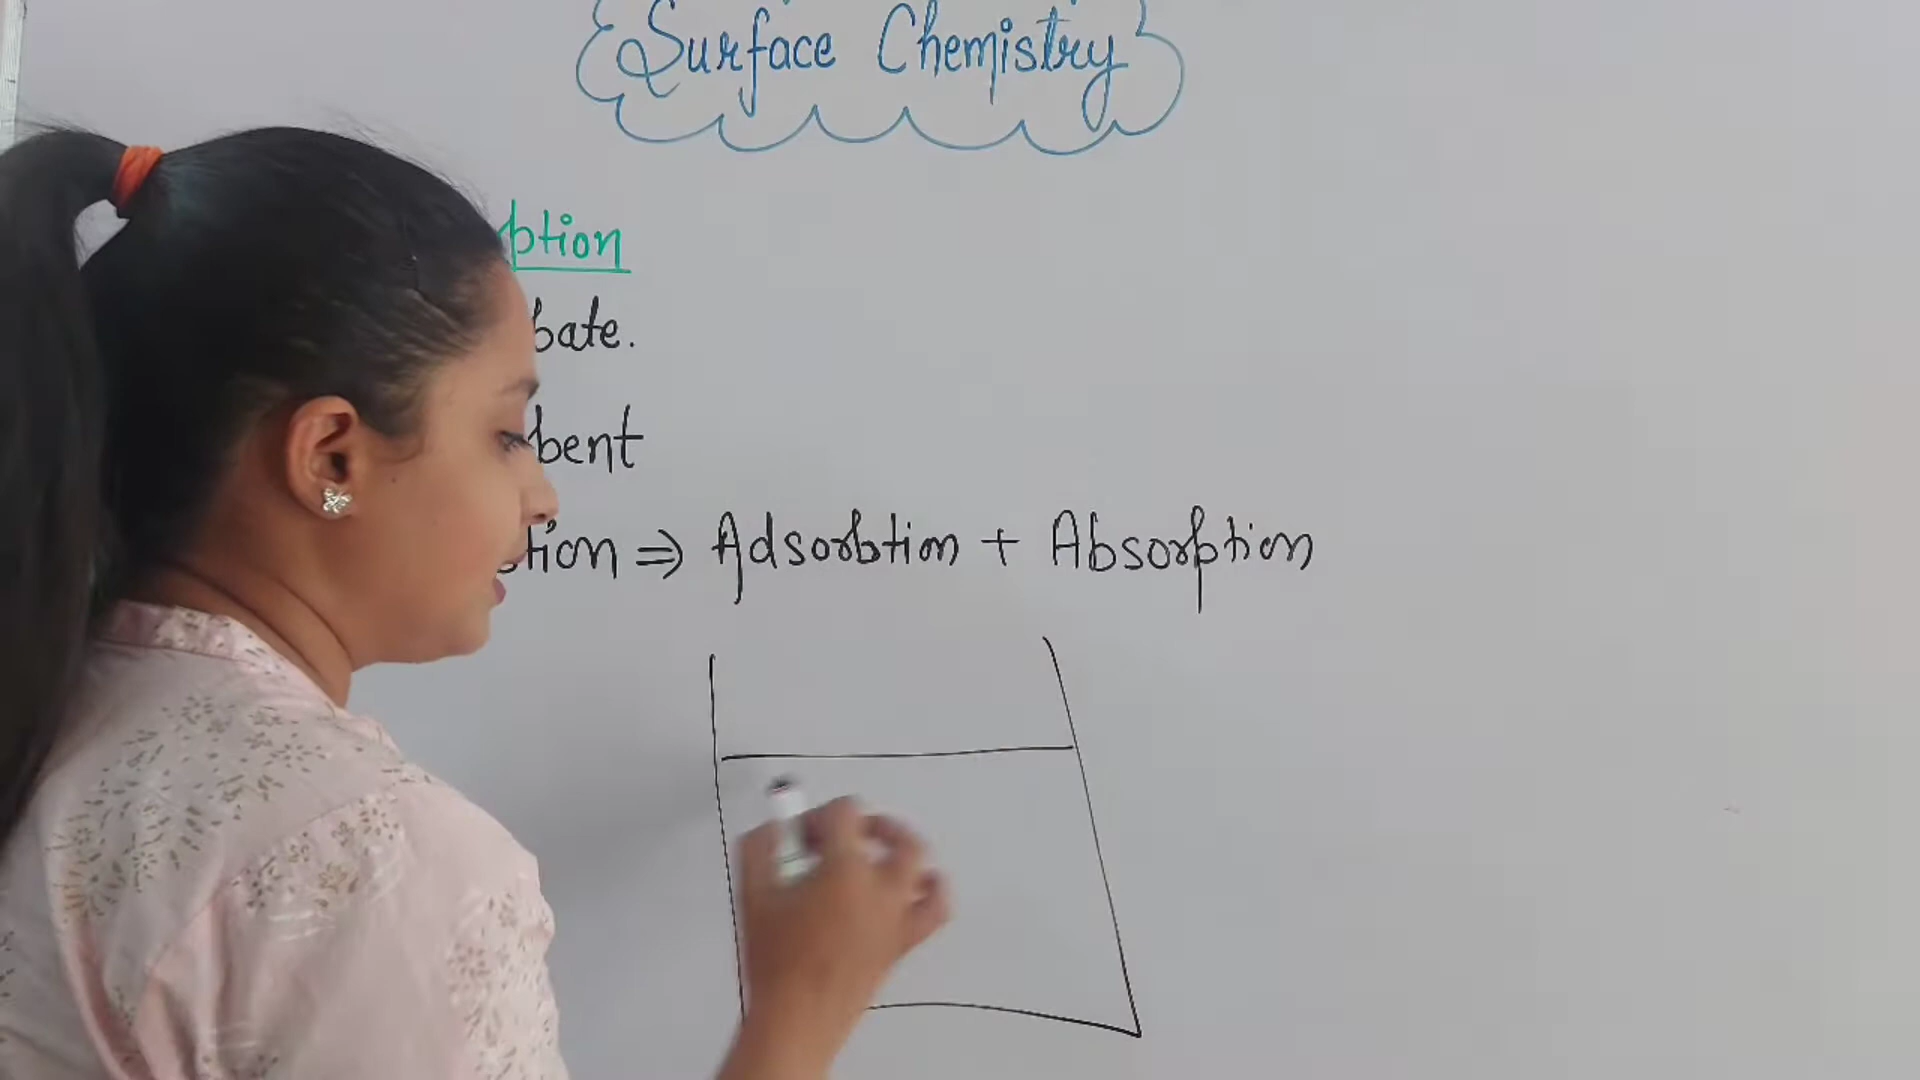 Surface Chemistry
ption
bate.
bent
tion ⇒ Adsorbtion + Absorption